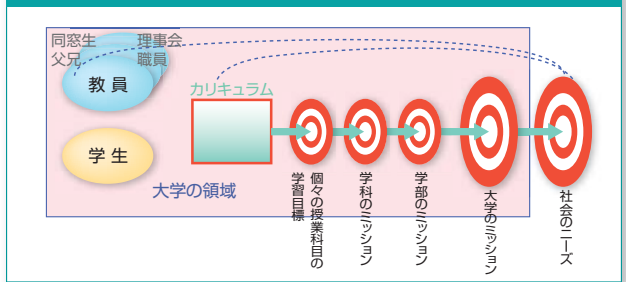 同窓生
理事会
父兄
職員
教員
カリキュラム
学生
大学の領域
個々の授業科目の
学習目標
学科のミッション
学部のミッション
大学のミッション
社会のニーズ